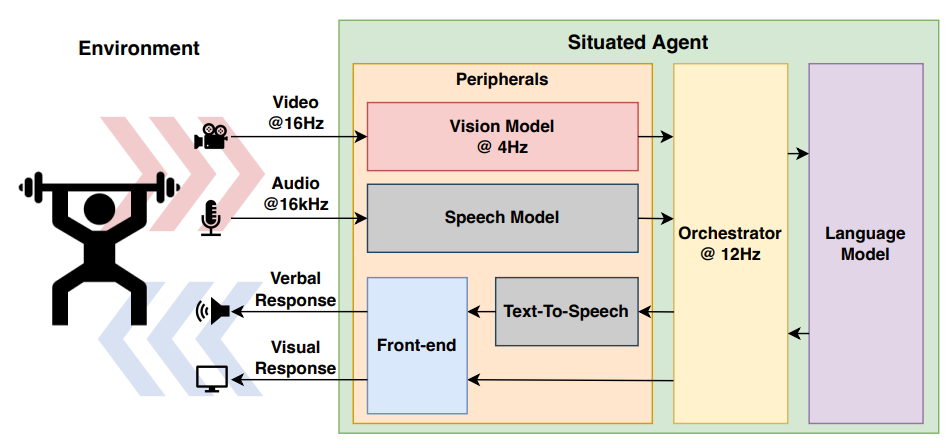 Environment
Situated Agent
Peripherals
Video
@16Hz
Vision Model
@ 4Hz
Audio
@16kHz
Speech Model
Orchestrator
@ 12Hz
Language
Model
Verbal
Response
Text-To-Speech
Front-end
Visual
Response